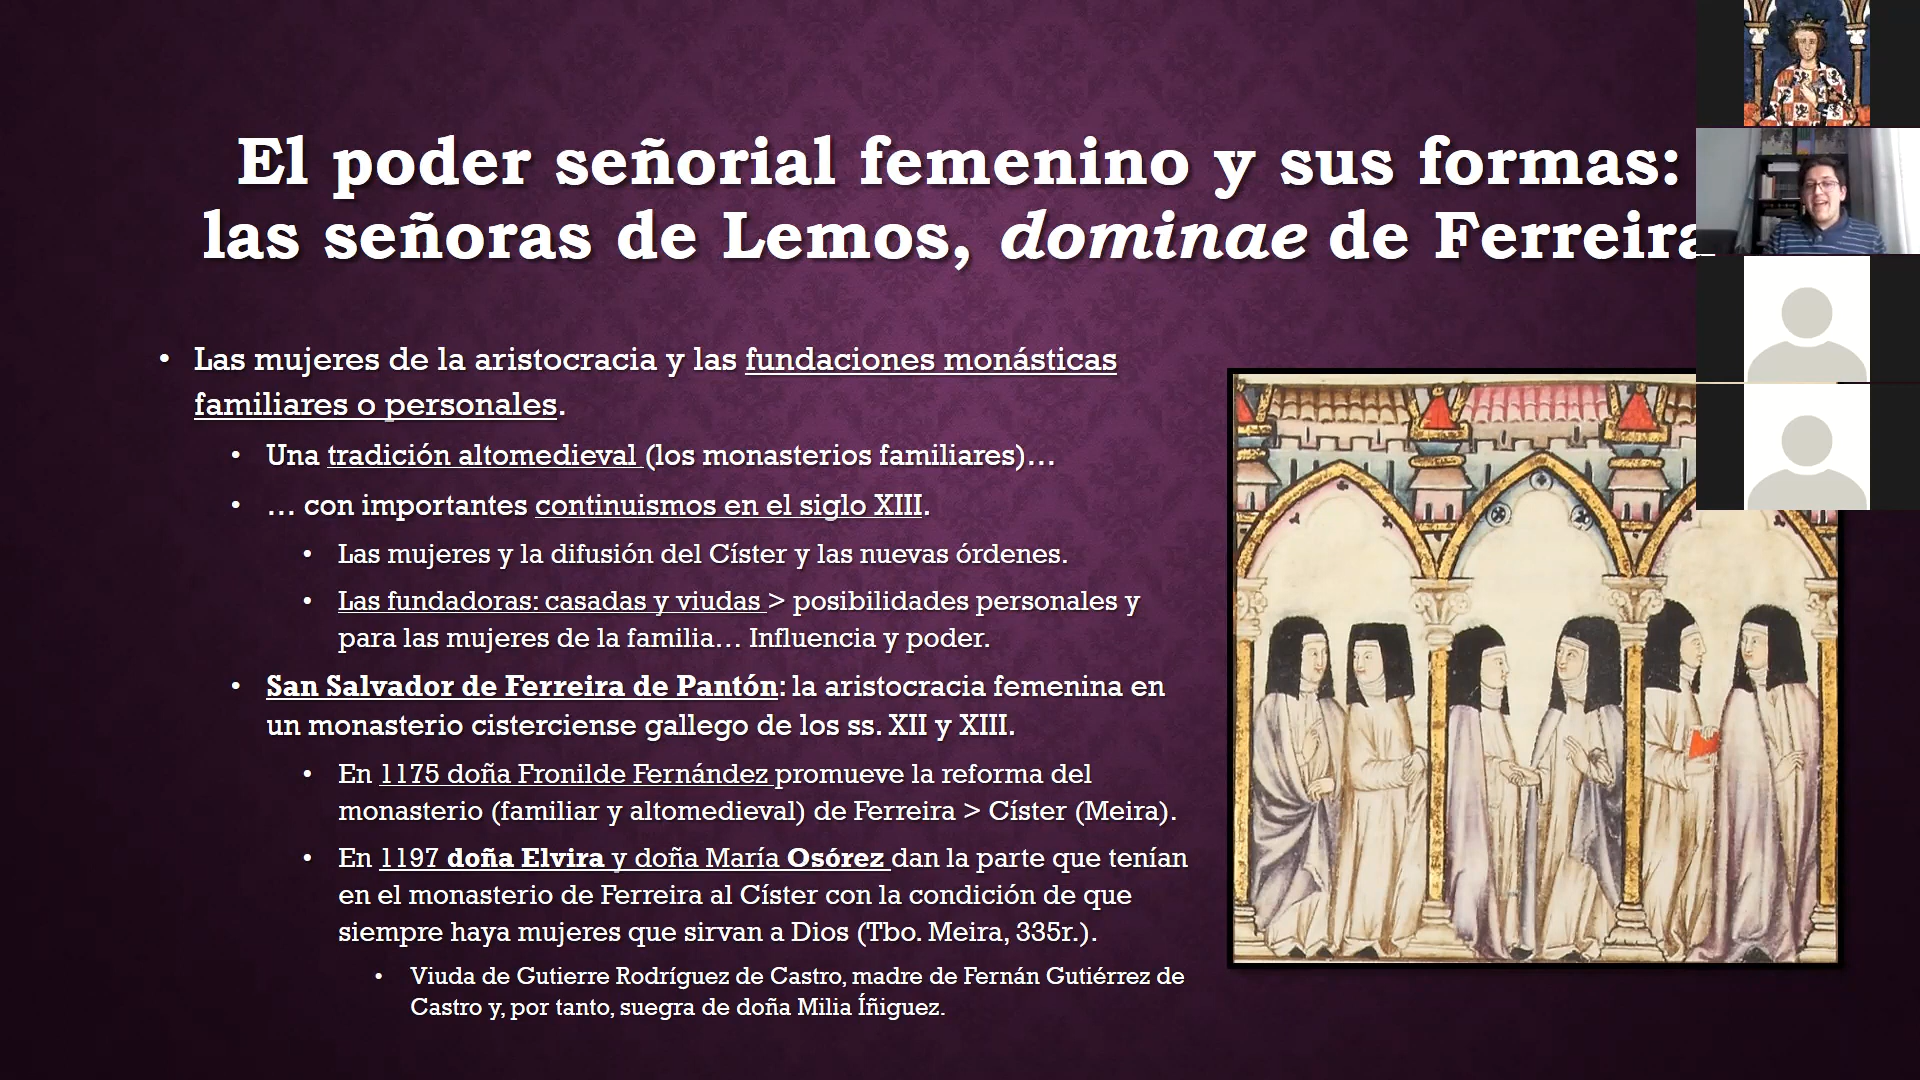 El poder señorial femenino y sus formas:
las señoras de Lemos, dominae de Ferreira
• Las mujeres de la aristocracia y las fundaciones monásticas
familiares o personales.
• Una tradición altomedieval (los monasterios familiares)…
• … con importantes continuismos en el siglo XIII.
• Las mujeres y la difusión del Císter y las nuevas órdenes.
• Las fundadoras: casadas y viudas > posibilidades personales y
para las mujeres de la familia… Influencia y poder.
• San Salvador de Ferreira de Pantón: la aristocracia femenina en
un monasterio cisterciense gallego de los ss. XII y XIII.
• En 1175 doña Fronilde Fernández promueve la reforma del
monasterio (familiar y altomedieval) de Ferreira > Císter (Meira).
• En 1197 doña Elvira y doña María Osórez dan la parte que tenían
en el monasterio de Ferreira al Císter con la condición de que
siempre haya mujeres que sirvan a Dios (Tbo. Meira, 335r.).
• Viuda de Gutierre Rodríguez de Castro, madre de Fernán Gutiérrez de
Castro y, por tanto, suegra de doña Milia Íñiguez.